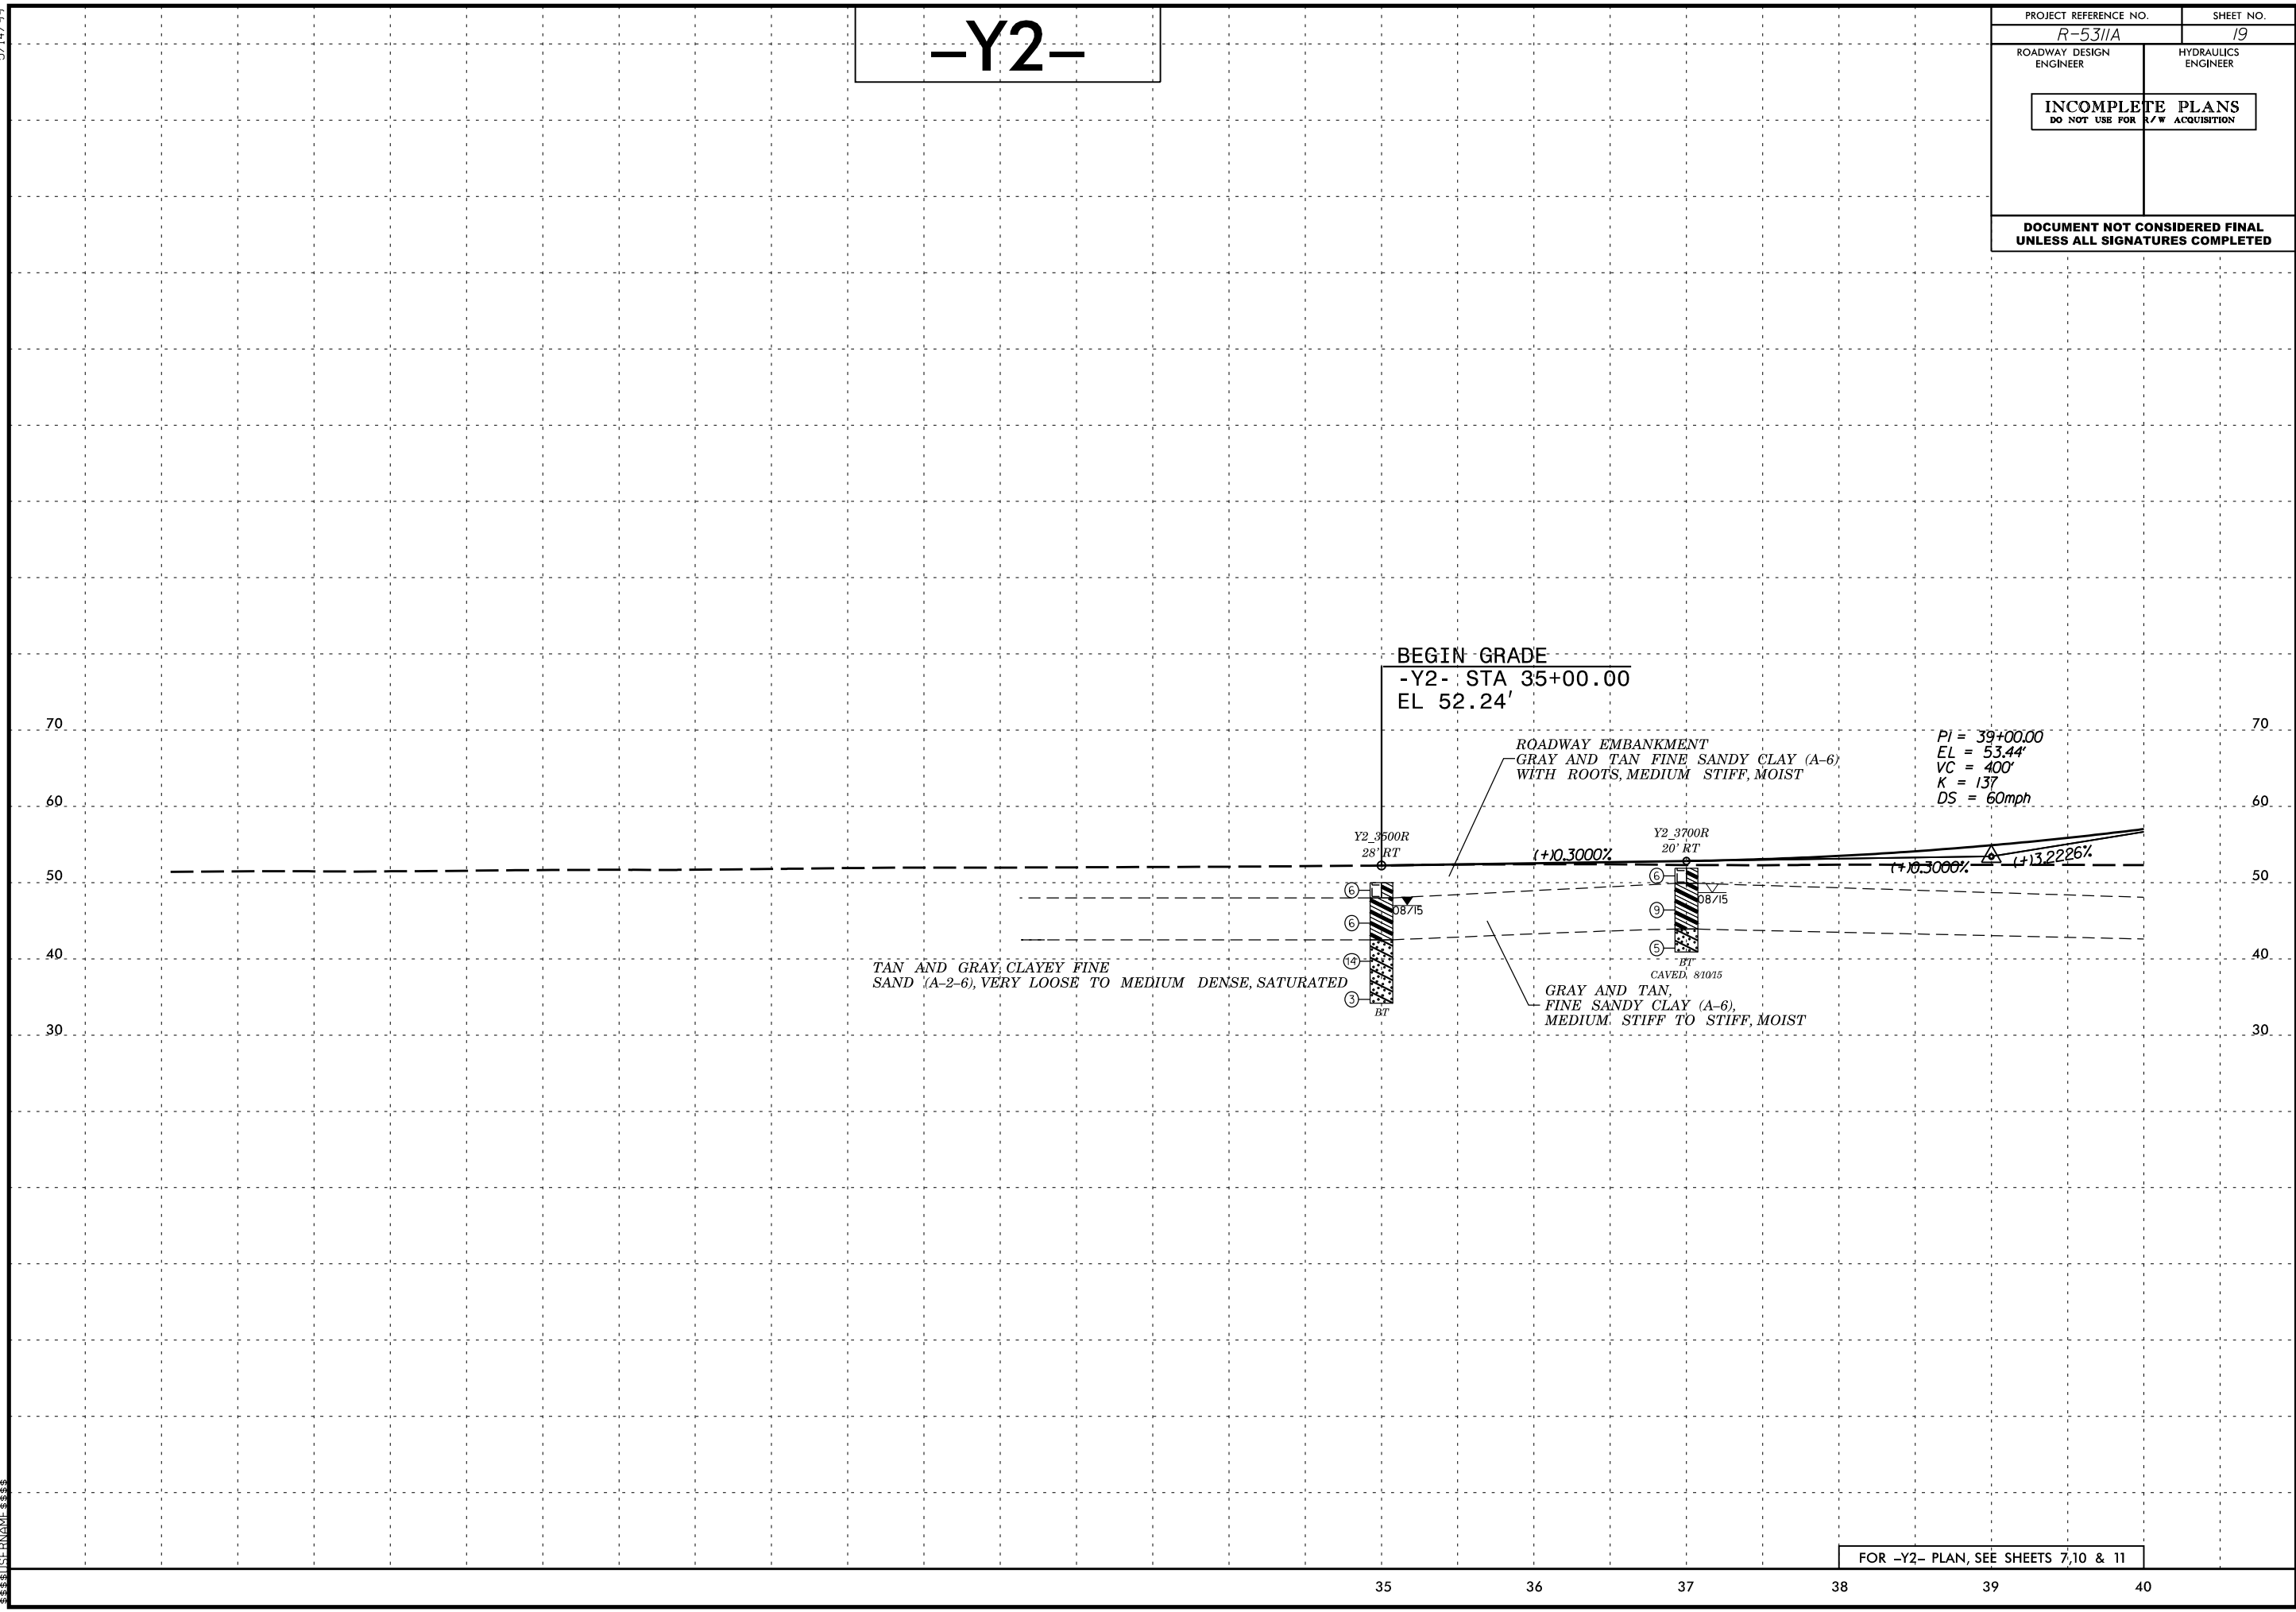 -Y2-
PROJECT REFERENCE NO.
SHEET NO.
R-5311A
19
ROADWAY DESIGN
ENGINEER
HYDRAULICS
ENGINEER
INCOMPLETE PLANS
DO NOT USE FOR R/W ACQUISITION
DOCUMENT NOT CONSIDERED FINAL
UNLESS ALL SIGNATURES COMPLETED
BEGIN GRADE
-Y2- STA 35+00.00
EL 52.24'
70
70
ROADWAY EMBANKMENT
GRAY AND TAN FINE SANDY CLAY (A-6)
WITH ROOTS, MEDIUM STIFF, MOIST
PI = 39+00.00
EL = 53.44'
VC = 400'
K = 137
DS = 60mph
60
60
Y2_3500R
28' RT
Y2_3700R
20' RT
(+)0.3000%
(+)0.3000%
(+)3.2226%
50
50
6
08/15
6
14
3
BT
6
08/15
9
5
BT
CAVED, 8/10/15
40
40
TAN AND GRAY, CLAYEY FINE
SAND (A-2-6), VERY LOOSE TO MEDIUM DENSE, SATURATED
GRAY AND TAN,
FINE SANDY CLAY (A-6),
MEDIUM STIFF TO STIFF, MOIST
30
30
FOR -Y2- PLAN, SEE SHEETS 7,10 & 11
35 36 37 38 39 40